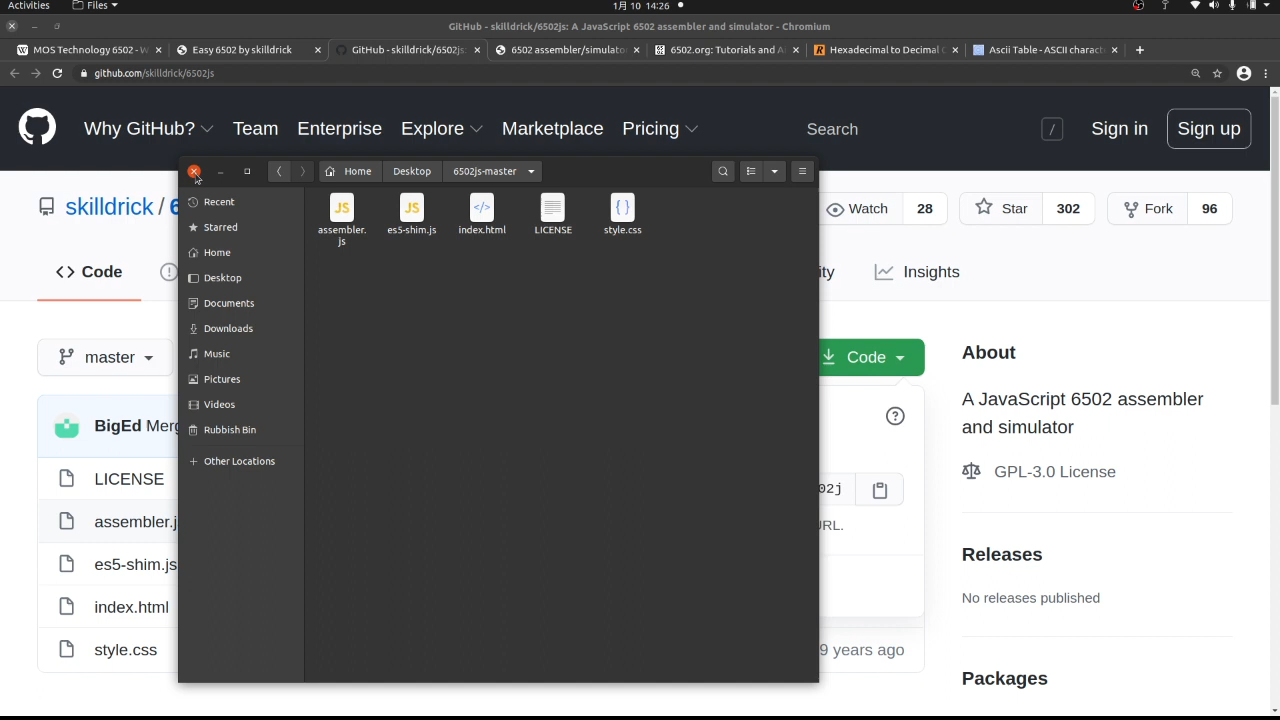 Activities Files 1月 10 14:26
GitHub - skilldrick/6502js: A JavaScript 6502 assembler and simulator - Chromium
MOS Technology 6502 - W Easy 6502 by skilldrick GitHub - skilldrick/6502js: 6502 assembler/simulator 6502.org: Tutorials and A Hexadecimal to Decimal C Ascii Table - ASCII charact
github.com/skilldrick/6502js
Why GitHub? Team Enterprise Explore Marketplace Pricing Search / Sign in Sign up
Home Desktop 6502js-master
skilldrick / 6 Watch 28 Star 302 Fork 96
Recent
Starred
Home
Desktop
Documents
Downloads
Music
Pictures
Videos
Rubbish Bin
Other Locations
assembler.
js
es5-shim.js
index.html
LICENSE
style.css
Code ity Insights
master Code
BigEd Merg
LICENSE
assembler.j
es5-shim.js
index.html
style.css
02j
URL.
9 years ago
About
A JavaScript 6502 assembler
and simulator
GPL-3.0 License
Releases
No releases published
Packages